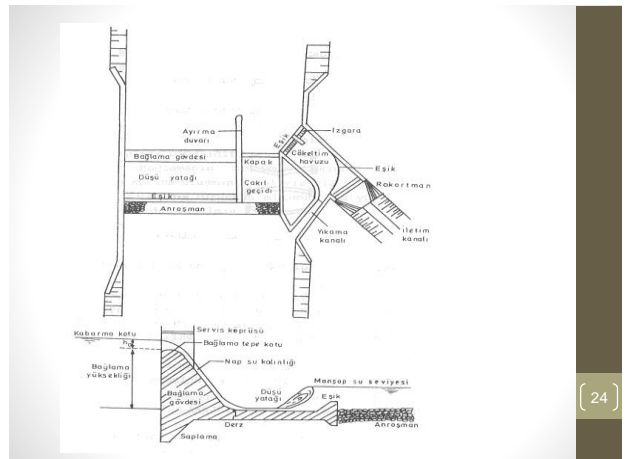 Ayırma
duvarı
Eşik
Izgara
Bağlama gövdesi
Kapak
Çökeltim
havuzu
Eşik
Düşü yatağı
Çakıl
geçidi
Rakortman
Eşik
Anroşman
Yıkama
kanalı
iletim
kanalı
Kabarma kotu
Servis köprüsü
Bağlama tepe kotu
Nap su kalınlığı
Bağlama
yüksekliği
Bağlama
gövdesi
Düşü
yatağı
Mansap su seviyesi
Eşik
Derz
Anroşman
Saplama
24